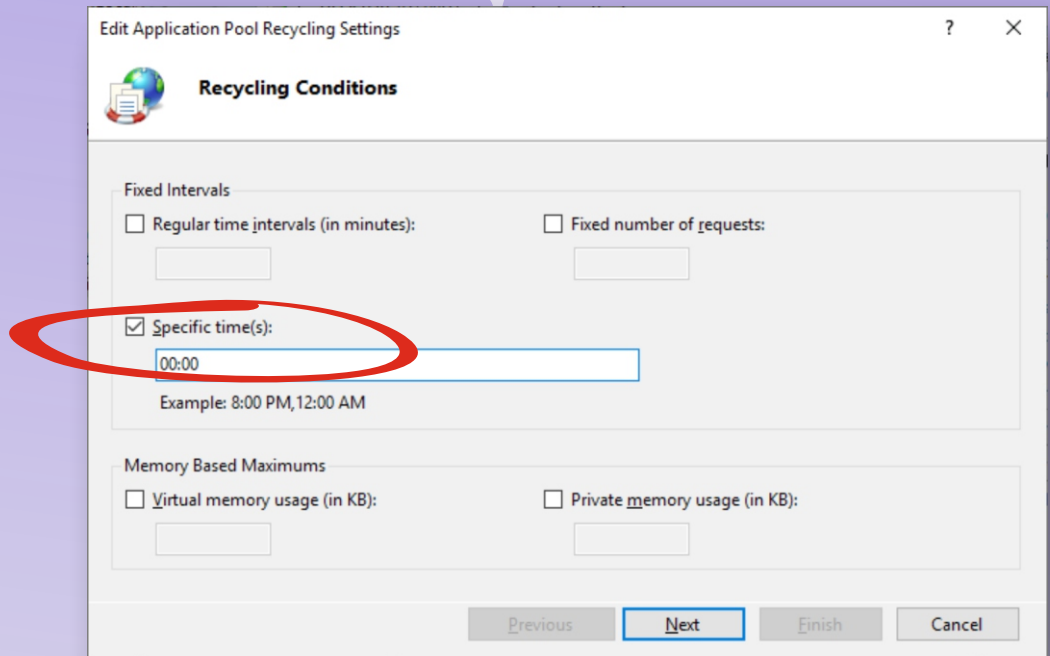 Edit Application Pool Recycling Settings ?
Recycling Conditions
Fixed Intervals
Regular time intervals (in minutes): Fixed number of requests:
Specific time(s):
00:00
Example: 8:00 PM,12:00 AM
Memory Based Maximums
Virtual memory usage (in KB): Private memory usage (in KB):
Previous Next Finish Cancel